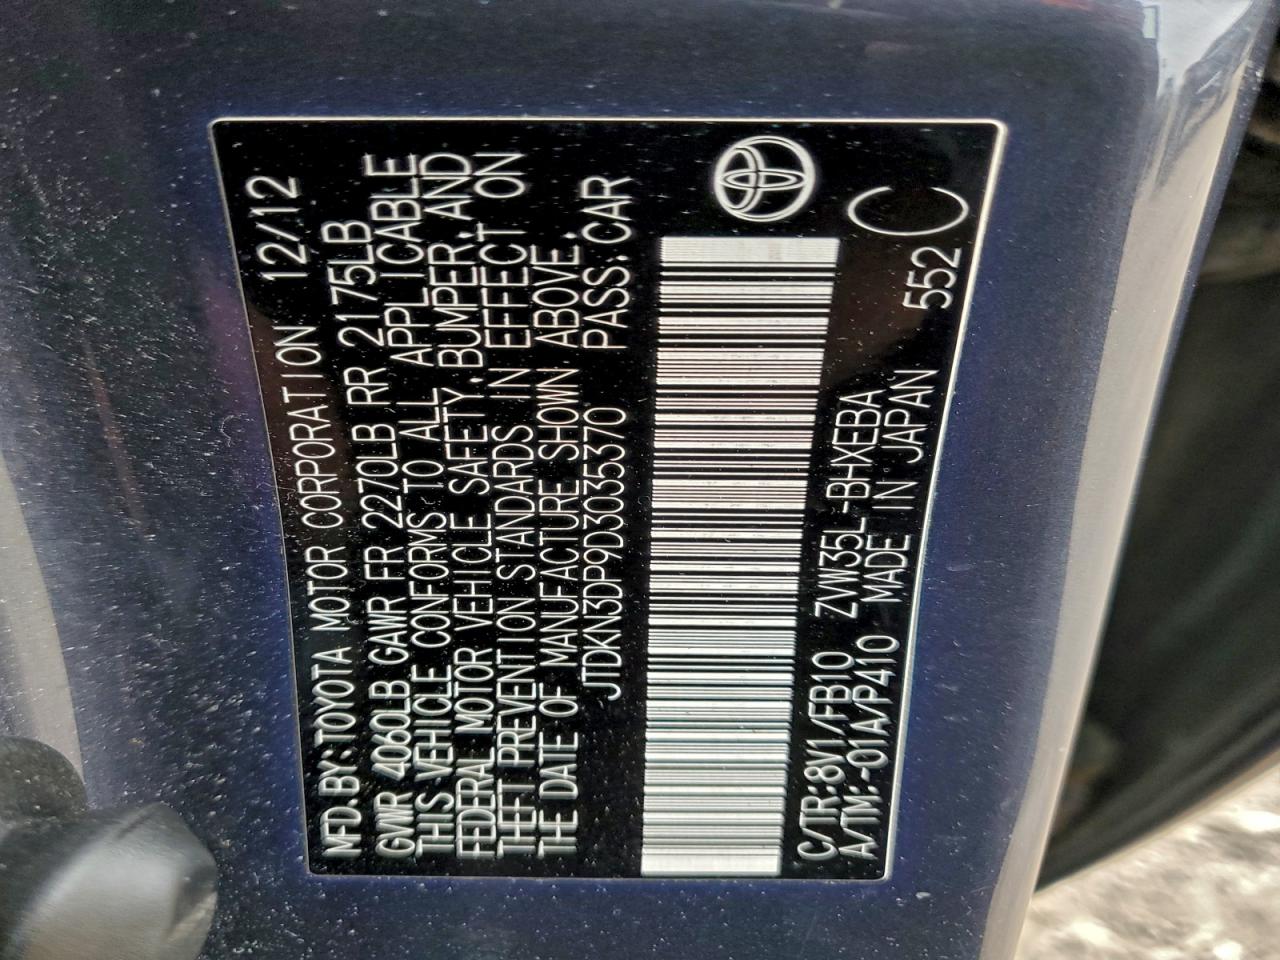 MFD.BY:TOYOTA MOTOR CORPORATION 12/12
GVWR 4060LB GAWR FR 2270LB RR 2175LB
THIS VEHICLE CONFORMS TO ALL APPLICABLE
FEDERAL MOTOR VEHICLE SAFETY, BUMPER, AND
THEFT PREVENTION STANDARDS IN EFFECT ON
THE DATE OF MANUFACTURE SHOWN ABOVE.
JTDKN3DP9D3035370 PASS.CAR
C/TR:8V1/FB10 ZVW35L-BHXEBA
A/TM:-01A/P410 MADE IN JAPAN 552 C